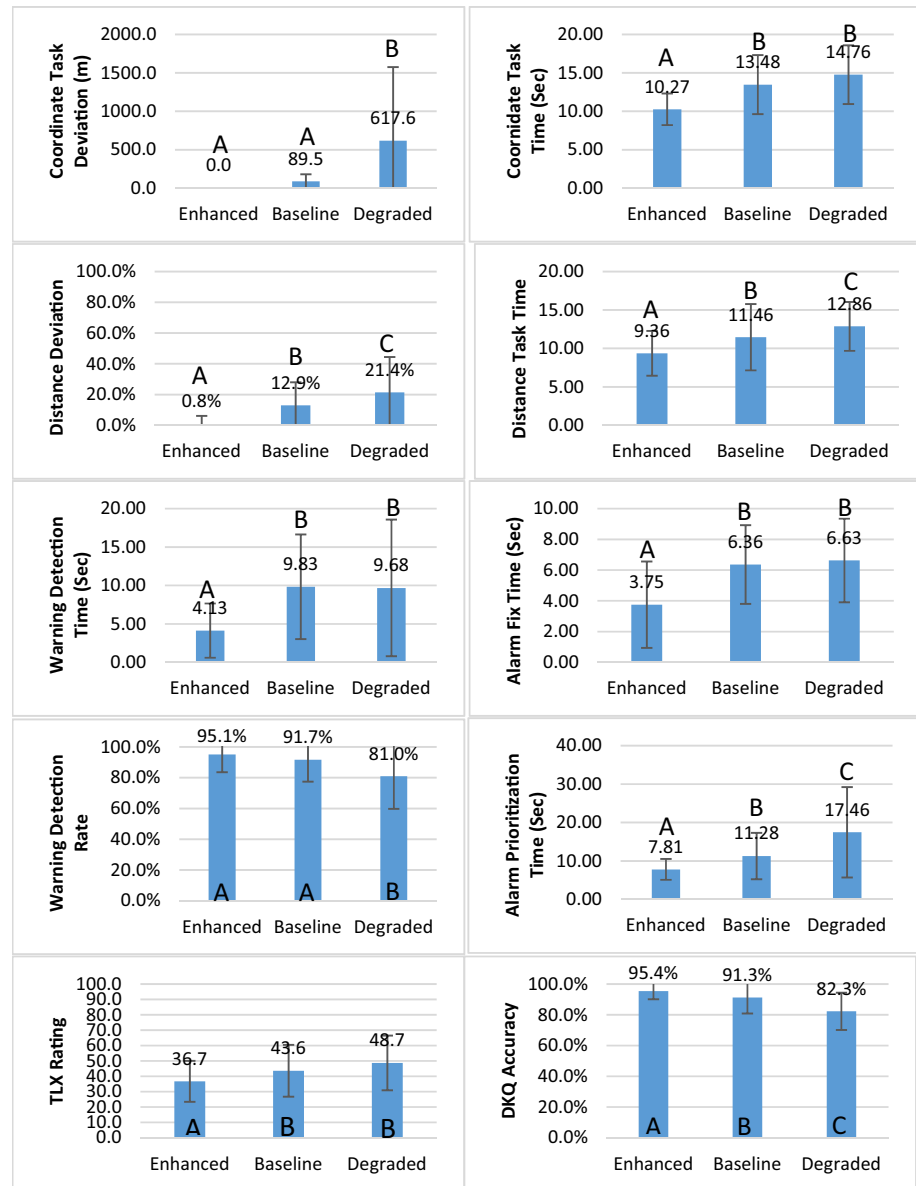 Coordinate Task
Deviation (m)
2000.0
1500.0
1000.0
500.0
0.0
A
0.0
A
89.5
B
617.6
Enhanced Baseline Degraded
Coornidate Task
Time (Sec)
20.00
15.00
10.00
5.00
0.00
A
10.27
B
13.48
B
14.76
Enhanced Baseline Degraded
Distance Deviation
100.0%
80.0%
60.0%
40.0%
20.0%
0.0%
A
0.8%
B
12.9%
C
21.4%
Enhanced Baseline Degraded
Distance Task Time
20.00
15.00
10.00
5.00
0.00
A
9.36
B
11.46
C
12.86
Enhanced Baseline Degraded
Warning Detection
Time (Sec)
20.00
15.00
10.00
5.00
0.00
A
4.13
B
9.83
B
9.68
Enhanced Baseline Degraded
Alarm Fix Time (Sec)
10.00
8.00
6.00
4.00
2.00
0.00
A
3.75
B
6.36
B
6.63
Enhanced Baseline Degraded
Warning Detection
Rate
100.0%
80.0%
60.0%
40.0%
20.0%
0.0%
95.1%
91.7%
81.0%
A
A
B
Enhanced Baseline Degraded
Alarm Prioritization
Time (Sec)
40.00
30.00
20.00
10.00
0.00
A
7.81
B
11.28
C
17.46
Enhanced Baseline Degraded
TLX Rating
100.0
90.0
80.0
70.0
60.0
50.0
40.0
30.0
20.0
10.0
0.0
36.7
43.6
48.7
A
B
B
Enhanced Baseline Degraded
DKQ Accuracy
100.0%
80.0%
60.0%
40.0%
20.0%
0.0%
95.4%
91.3%
82.3%
A
B
C
Enhanced Baseline Degraded